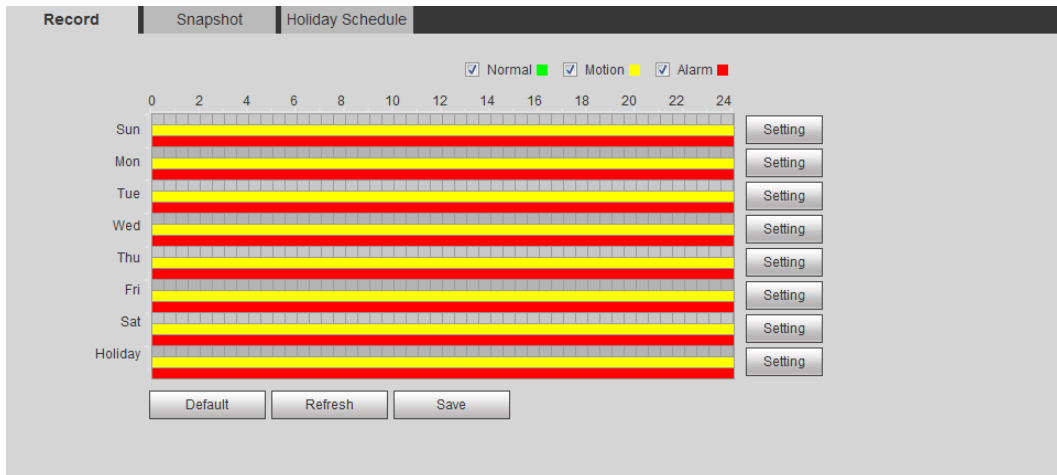 Record Snapshot Holiday Schedule
Normal Motion Alarm
0 2 4 6 8 10 12 14 16 18 20 22 24
Sun Setting
Mon Setting
Tue Setting
Wed Setting
Thu Setting
Fri Setting
Sat Setting
Holiday Setting
Default Refresh Save